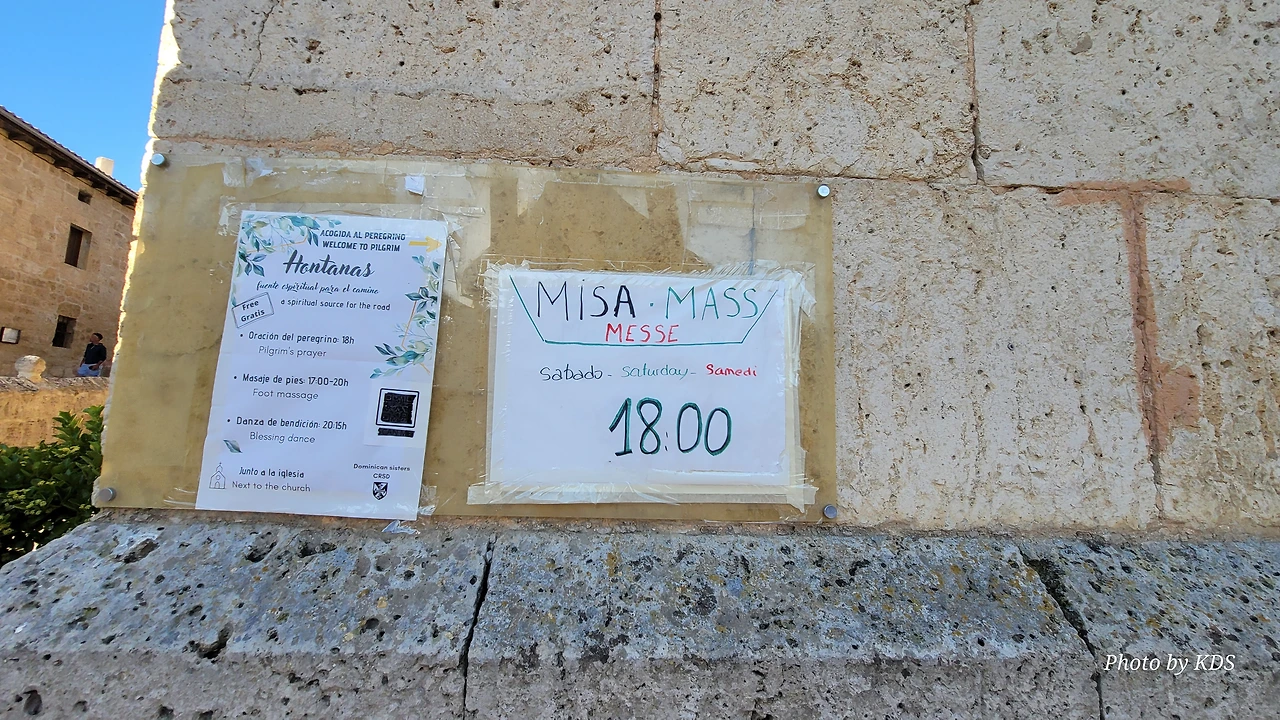 ACOGIDA AL PEREGRINO
WELCOME TO PILGRIM
Hontanas
fuente espiritual para el camino
a spiritual source for the road
Free
Gratis
• Oración del peregrino: 18h
Pilgrim's prayer
• Masaje de pies: 17:00-20h
Foot massage
• Danza de bendición: 20:15h
Blessing dance
Junto a la iglesia
Next to the church
Dominican sisters
CRSD
MISA · MASS
MESSE
sabado - saturday - Samedi
18:00
Photo by KDS